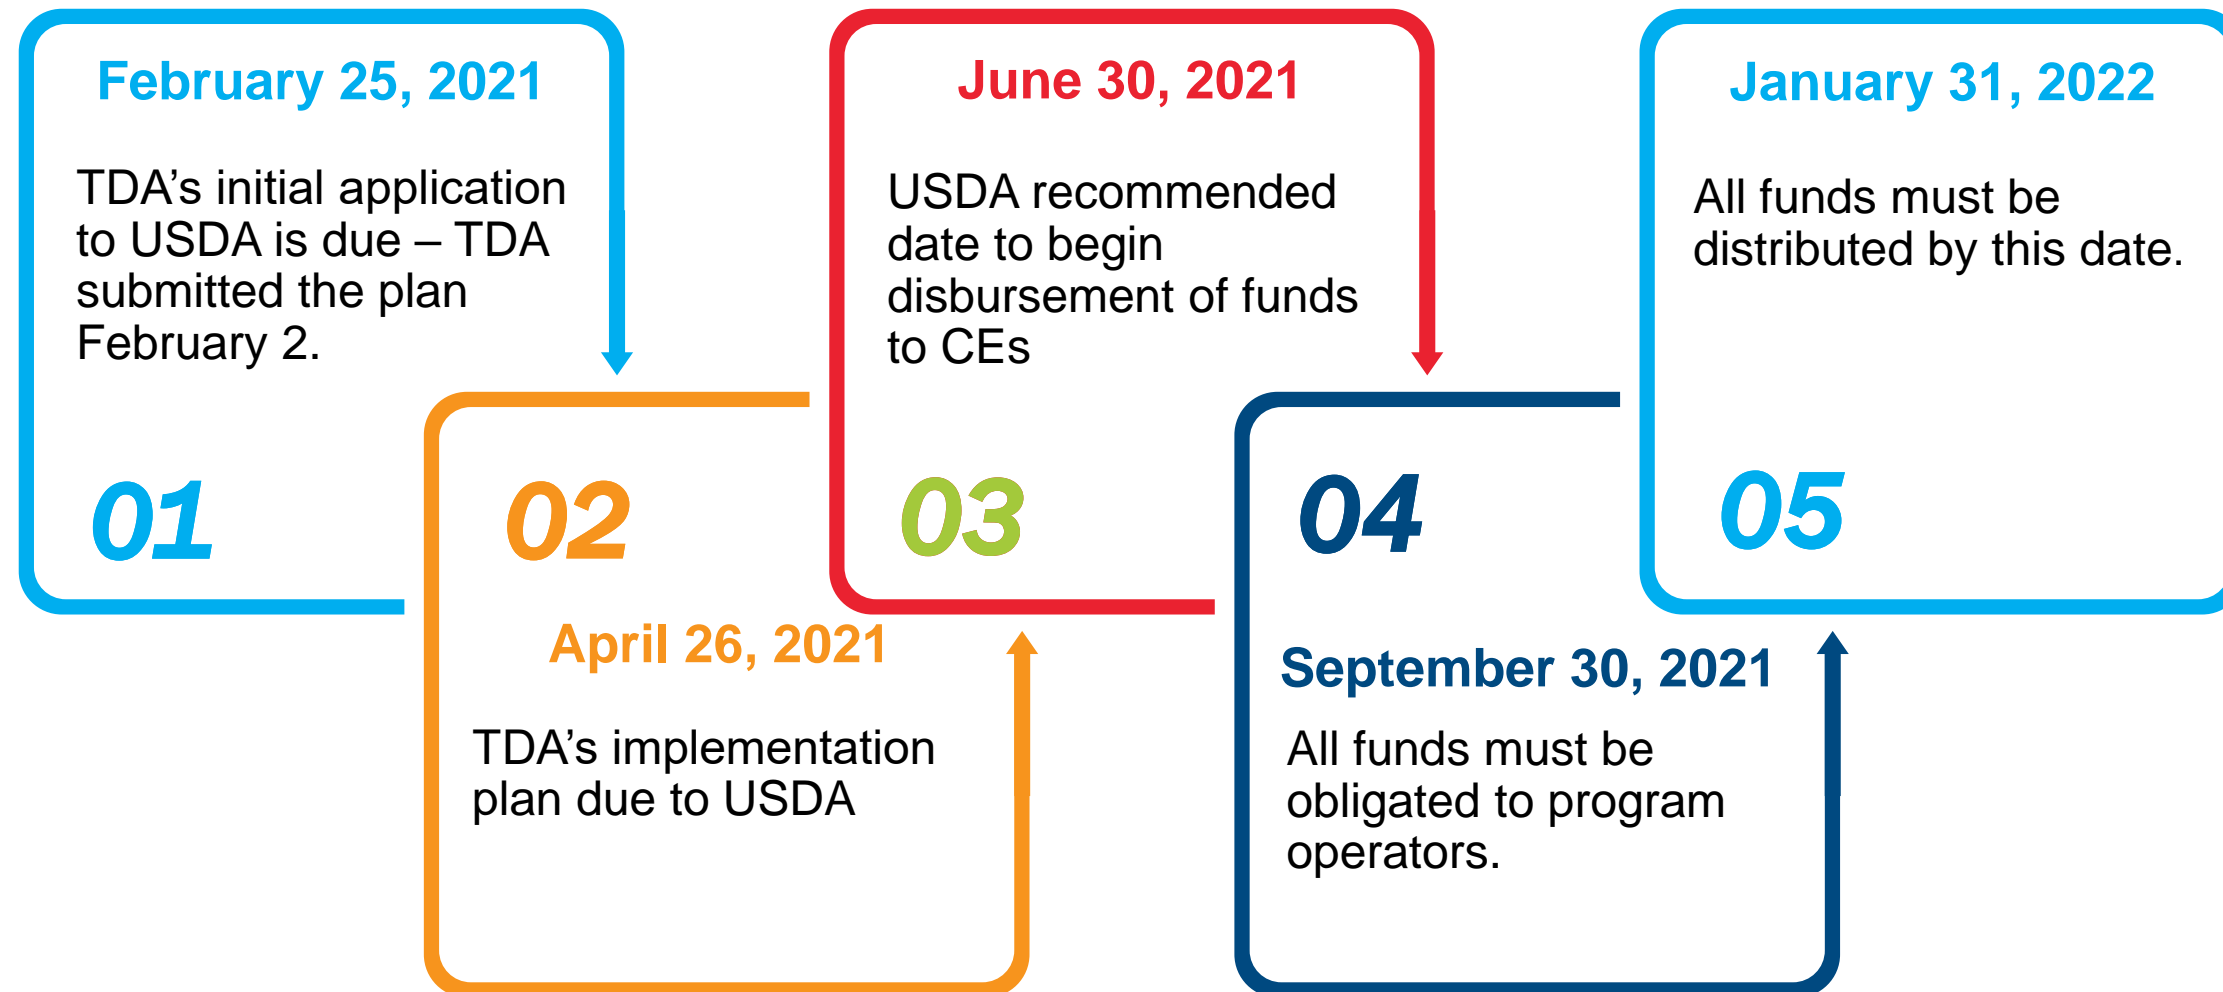 February 25, 2021
TDA’s initial application
to USDA is due – TDA
submitted the plan
February 2.
01
02
April 26, 2021
TDA’s implementation
plan due to USDA
June 30, 2021
USDA recommended
date to begin
disbursement of funds
to CEs
03
04
September 30, 2021
All funds must be
obligated to program
operators.
January 31, 2022
All funds must be
distributed by this date.
05